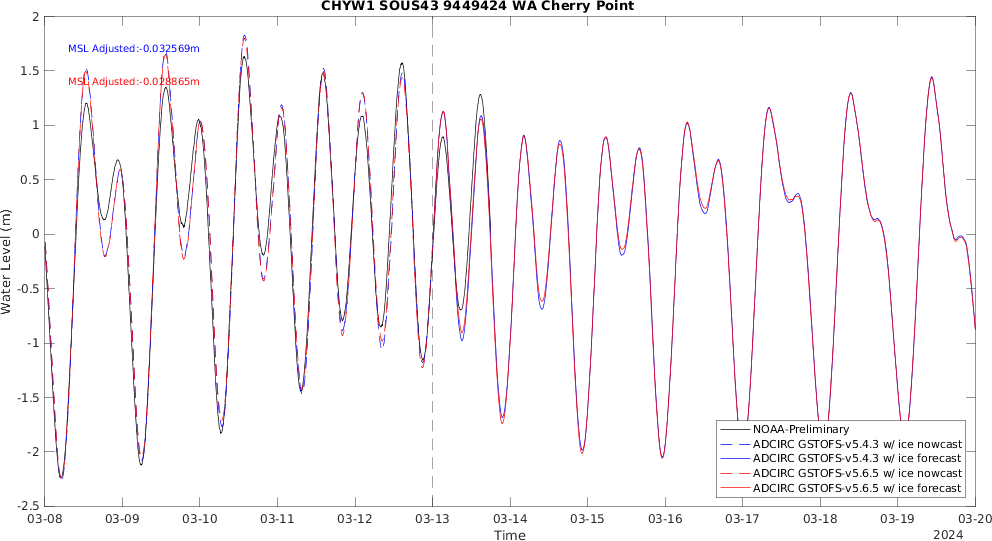 CHYW1 SOUS43 9449424 WA Cherry Point
MSL Adjusted:-0.032569m
MSL Adjusted:-0.028865m
Water Level (m)
2
1.5
1
0.5
0
-0.5
-1
-1.5
-2
-2.5
NOAA-Preliminary
ADCIRC GSTOFS-v5.4.3 w/ ice nowcast
ADCIRC GSTOFS-v5.4.3 w/ ice forecast
ADCIRC GSTOFS-v5.6.5 w/ ice nowcast
ADCIRC GSTOFS-v5.6.5 w/ ice forecast
03-08 03-09 03-10 03-11 03-12 03-13 03-14 03-15 03-16 03-17 03-18 03-19 03-20
Time
2024